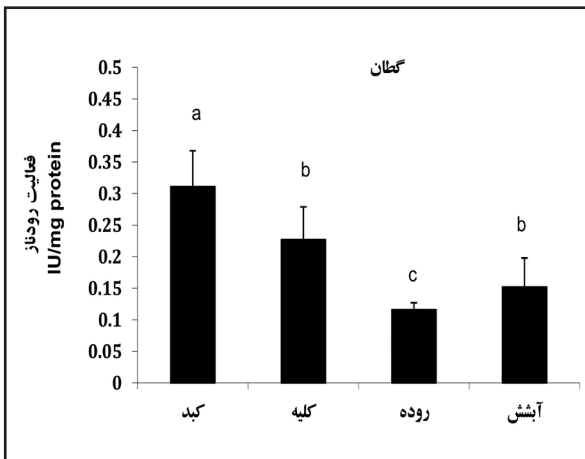 گطان
فعالیت رودناز
IU/mg protein
0.5
0.45
0.4
0.35
0.3
0.25
0.2
0.15
0.1
0.05
0
a
b
c
b
کبد
کلیه
روده
آبشش